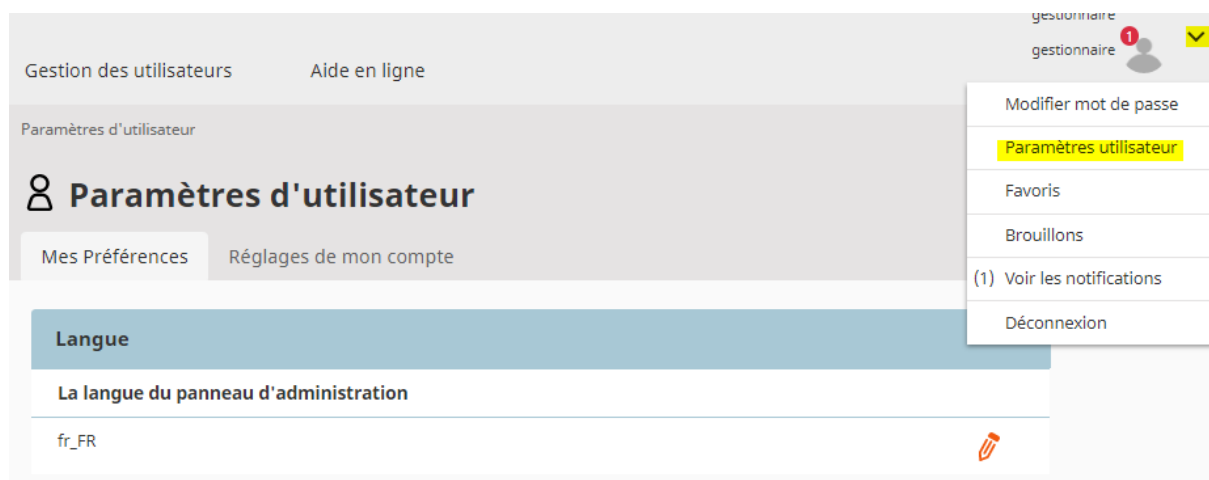 gestionnaire
gestionnaire
1
Gestion des utilisateurs
Aide en ligne
Modifier mot de passe
Paramètres utilisateur
Favoris
Brouillons
(1) Voir les notifications
Déconnexion
Paramètres d'utilisateur
Paramètres d'utilisateur
Mes Préférences
Réglages de mon compte
Langue
La langue du panneau d'administration
fr_FR